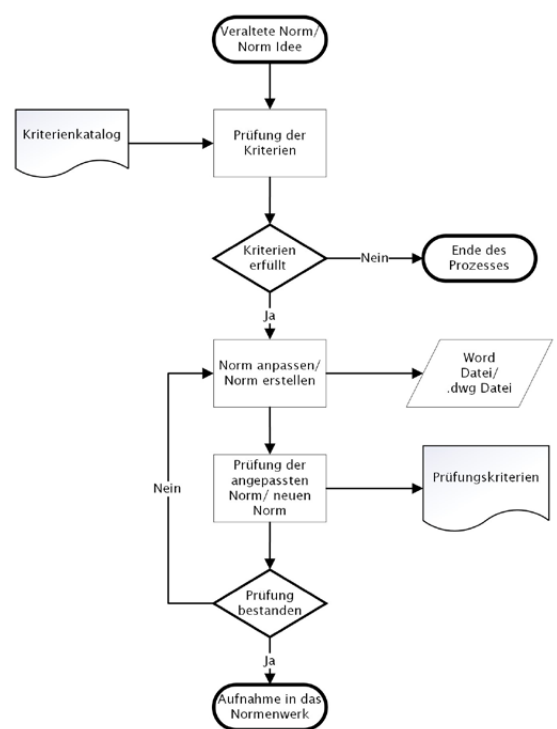 Veraltete Norm/
Norm Idee
Kriterienkatalog
Prüfung der
Kriterien
Kriterien
erfüllt
Nein
Ende des
Prozesses
Ja
Norm anpassen/
Norm erstellen
Word
Datei/
.dwg Datei
Prüfung der
angepassten
Norm/ neuen
Norm
Prüfungskriterien
Nein
Prüfung
bestanden
Ja
Aufnahme in das
Normenwerk